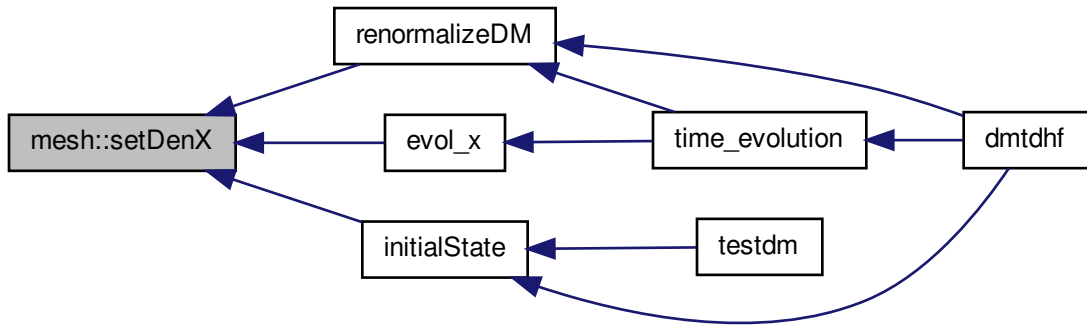 renormalizeDM
mesh::setDenX
evol_x
time_evolution
dmtdhf
initialState
testdm